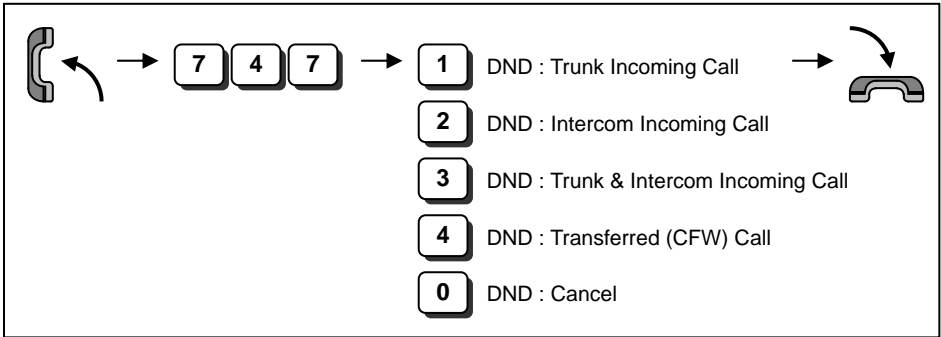 7 4 7 1 DND : Trunk Incoming Call
2 DND : Intercom Incoming Call
3 DND : Trunk & Intercom Incoming Call
4 DND : Transferred (CFW) Call
0 DND : Cancel